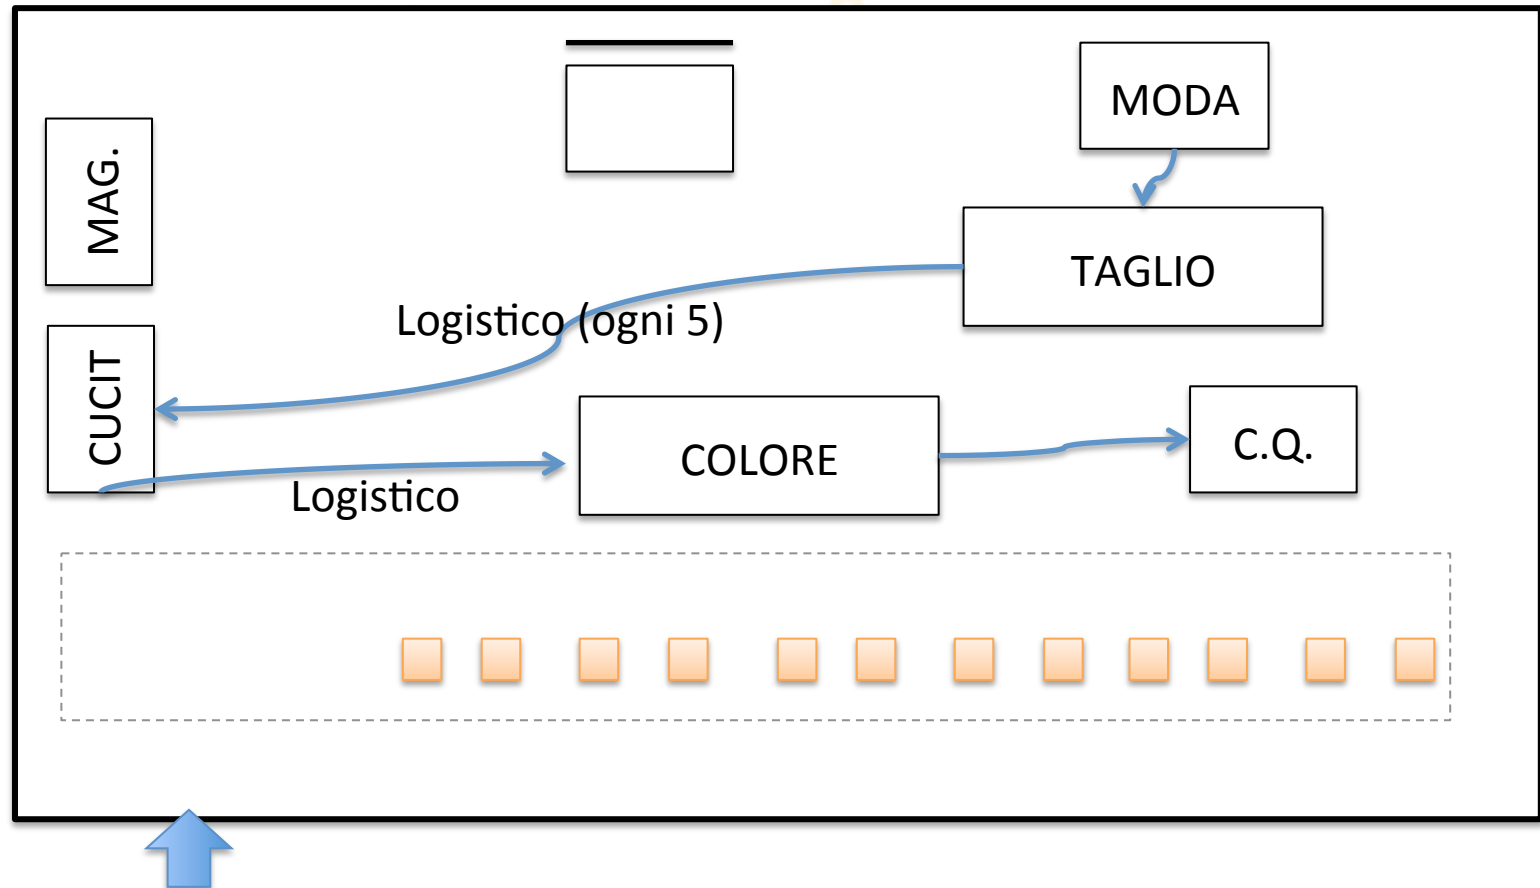 MODA
MAG.
TAGLIO
Logistico (ogni 5)
CUCIT
COLORE
C.Q.
Logistico